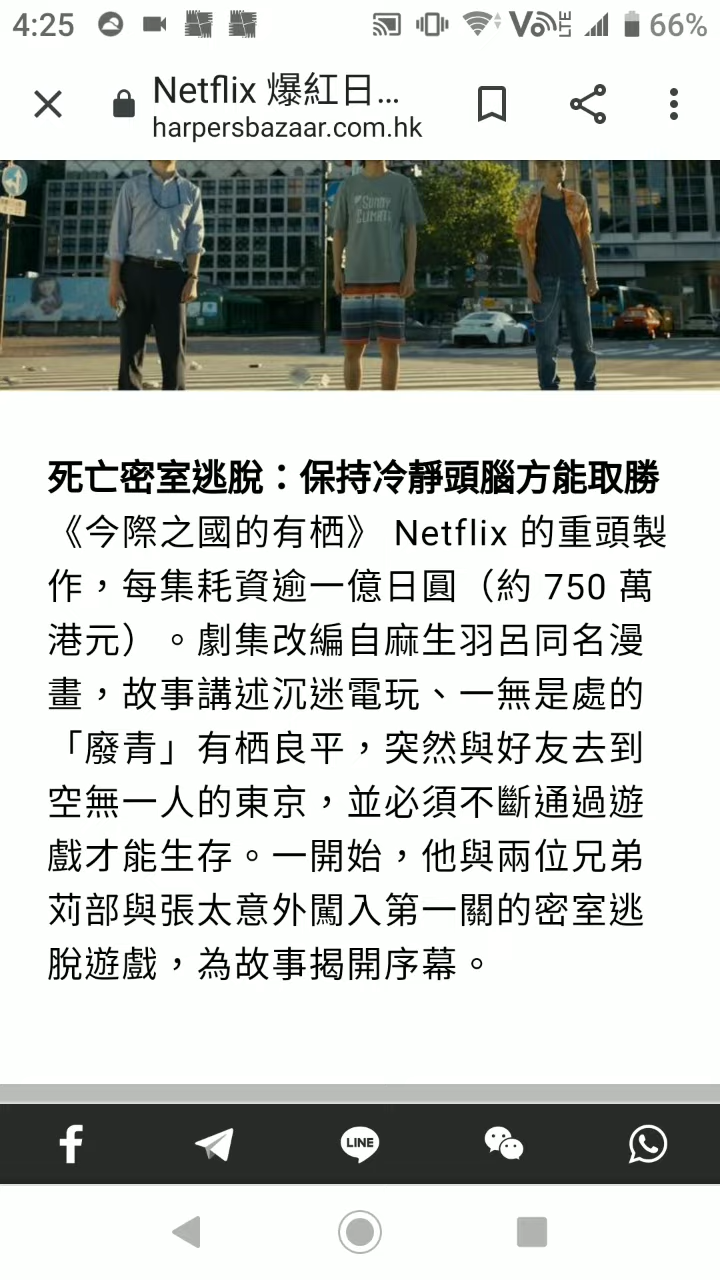 4:25
LTE
66%
Netflix 爆紅日...
harpersbazaar.com.hk
SUNNY
CLIMATE
死亡密室逃脫：保持冷靜頭腦方能取勝
《今際之國的有栖》 Netflix 的重頭製
作，每集耗資逾一億日圓（約 750 萬
港元）。劇集改編自麻生羽呂同名漫
畫，故事講述沉迷電玩、一無是處的
「廢青」有栖良平，突然與好友去到
空無一人的東京，並必須不斷通過遊
戲才能生存。一開始，他與兩位兄弟
苅部與張太意外闖入第一關的密室逃
脫遊戲，為故事揭開序幕。
LINE